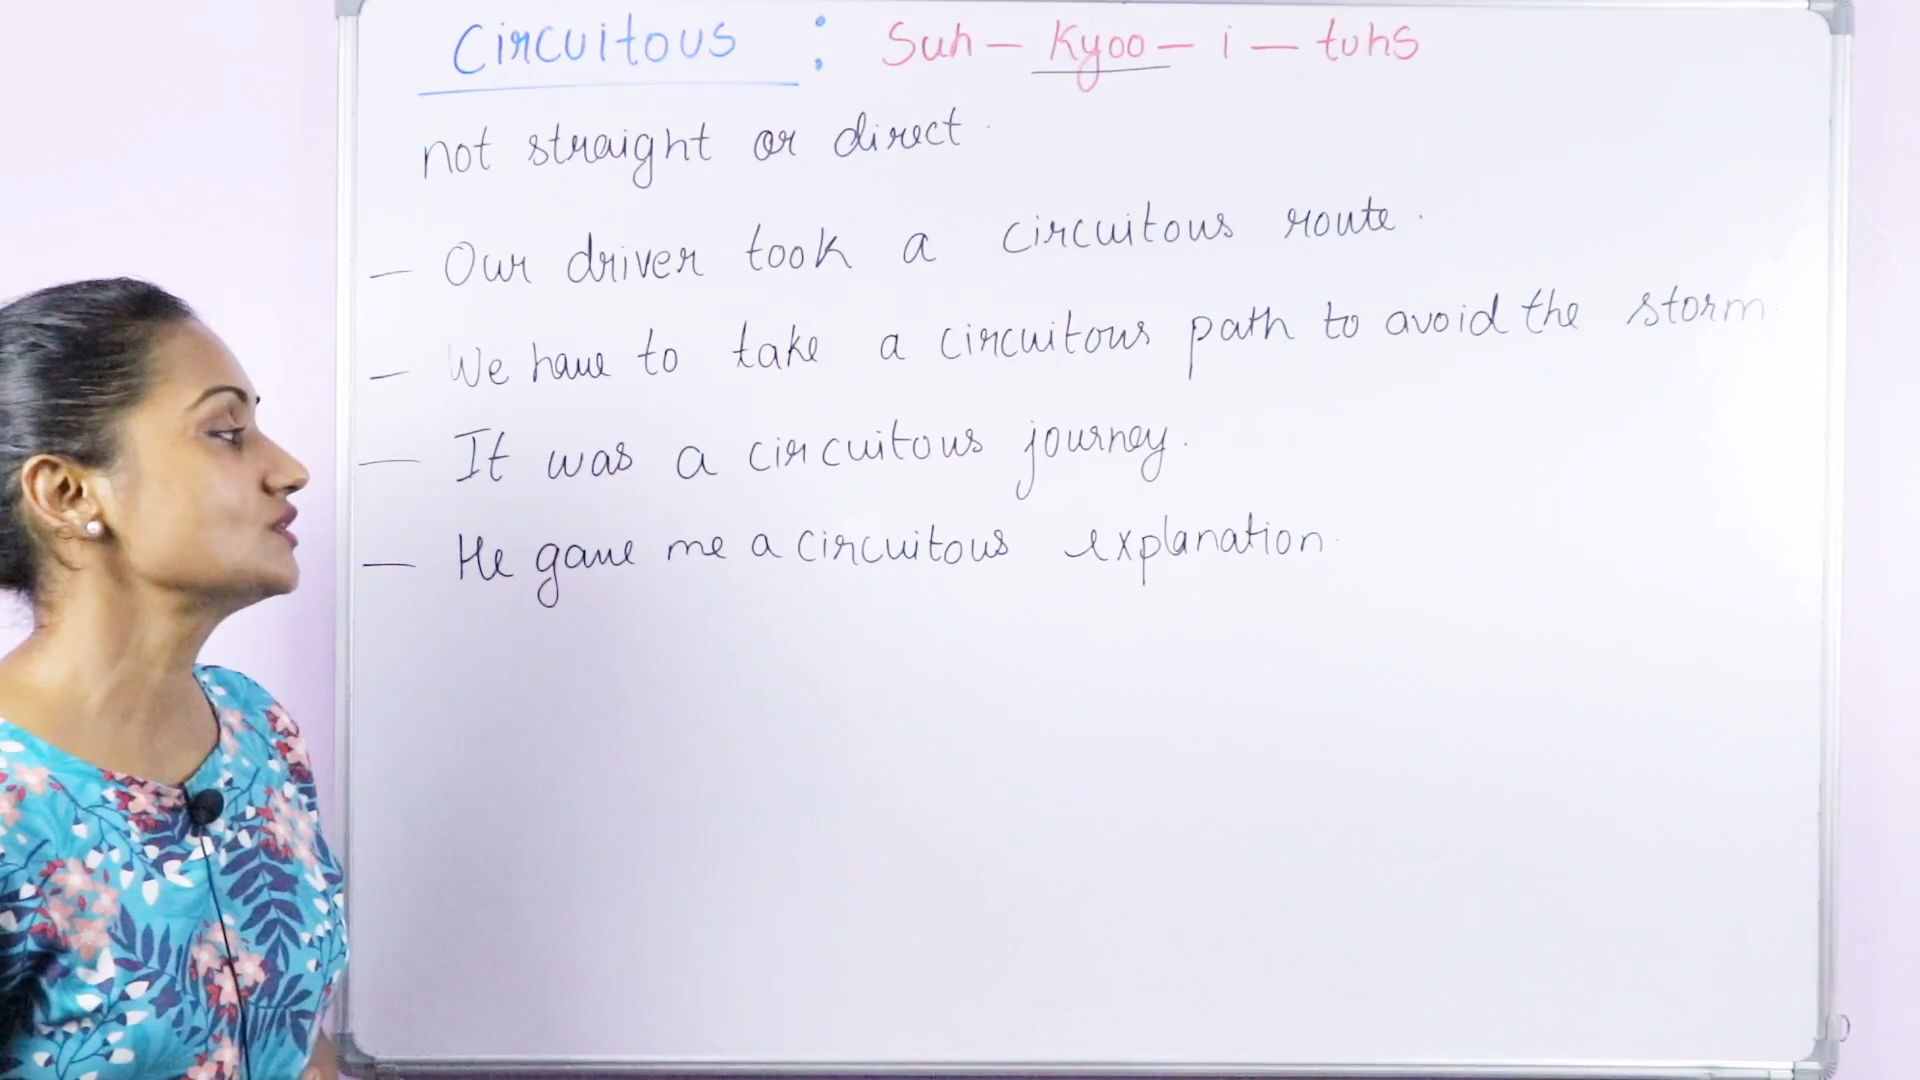 Circuitous : Suh - Kyoo - i - tuhs
not straight or direct.
- Our driver took a circuitous route.
- We have to take a circuitous path to avoid the storm.
- It was a circuitous journey.
- He gave me a circuitous explanation.